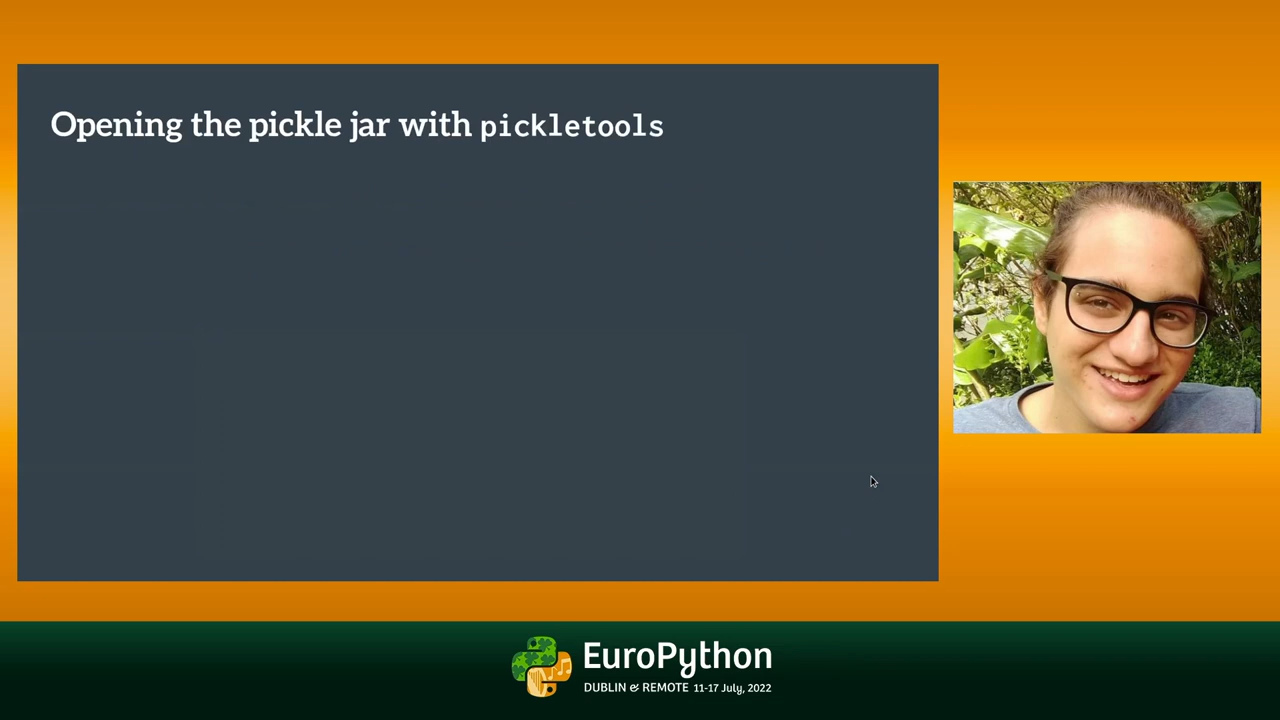 Opening the pickle jar with pickletools
EuroPython
DUBLIN & REMOTE 11-17 July, 2022